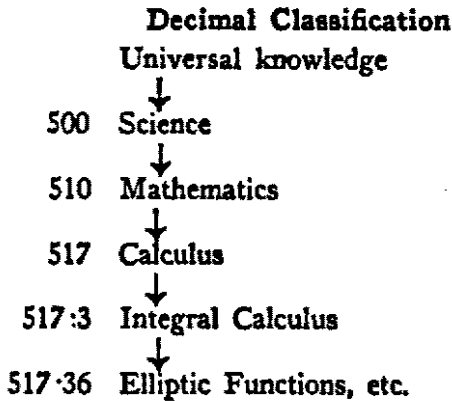 Decimal Classification
Universal knowledge
500 Science
510 Mathematics
517 Calculus
517:3 Integral Calculus
517·36 Elliptic Functions, etc.